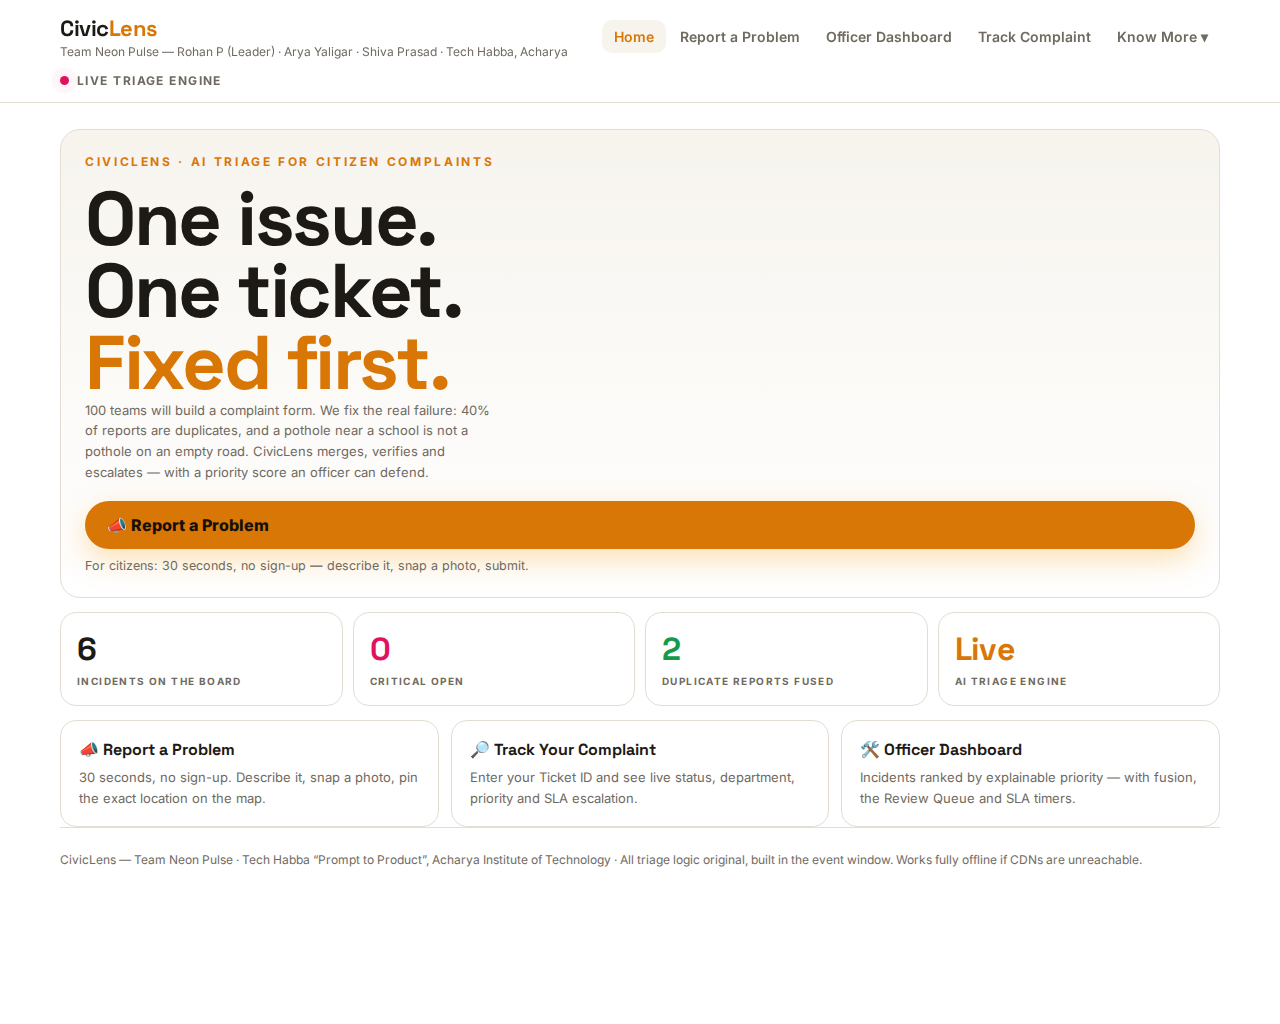 CivicLens
Team Neon Pulse — Rohan P (Leader) · Arya Yaligar · Shiva Prasad · Tech Habba, Acharya
LIVE TRIAGE ENGINE
Home
Report a Problem
Officer Dashboard
Track Complaint
Know More ▾
CIVICLENS · AI TRIAGE FOR CITIZEN COMPLAINTS
One issue.
One ticket.
Fixed first.
100 teams will build a complaint form. We fix the real failure: 40%
of reports are duplicates, and a pothole near a school is not a
pothole on an empty road. CivicLens merges, verifies and
escalates — with a priority score an officer can defend.
📣 Report a Problem
For citizens: 30 seconds, no sign-up — describe it, snap a photo, submit.
6
INCIDENTS ON THE BOARD
0
CRITICAL OPEN
2
DUPLICATE REPORTS FUSED
Live
AI TRIAGE ENGINE
📣 Report a Problem
30 seconds, no sign-up. Describe it, snap a photo, pin
the exact location on the map.
🔎 Track Your Complaint
Enter your Ticket ID and see live status, department,
priority and SLA escalation.
🛠️ Officer Dashboard
Incidents ranked by explainable priority — with fusion,
the Review Queue and SLA timers.
CivicLens — Team Neon Pulse · Tech Habba “Prompt to Product”, Acharya Institute of Technology · All triage logic original, built in the event window. Works fully offline if CDNs are unreachable.